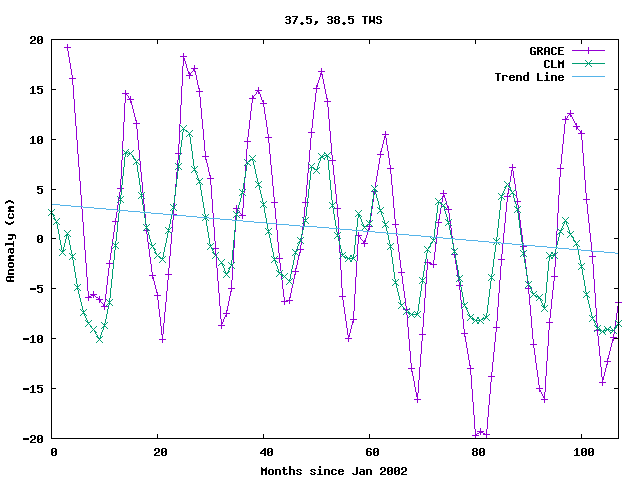 37.5, 38.5 TWS
GRACE
CLM
Trend Line
20
15
10
5
0
-5
-10
-15
-20
Anomaly (cm)
0 20 40 60 80 100
Months since Jan 2002